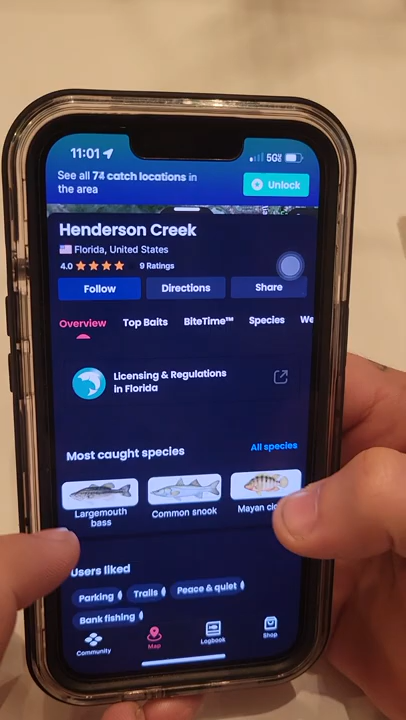 11:01
5G
See all 74 catch locations in
the area
Unlock
Henderson Creek
Florida, United States
4.0
9 Ratings
Follow
Directions
Share
Overview
Top Baits
BiteTime™
Species
We
Licensing & Regulations
in Florida
Most caught species
All species
Largemouth
bass
Common snook
Mayan
Users liked
Parking
Trails
Peace & quiet
Bank fishing
Community
Map
Logbook
Shop